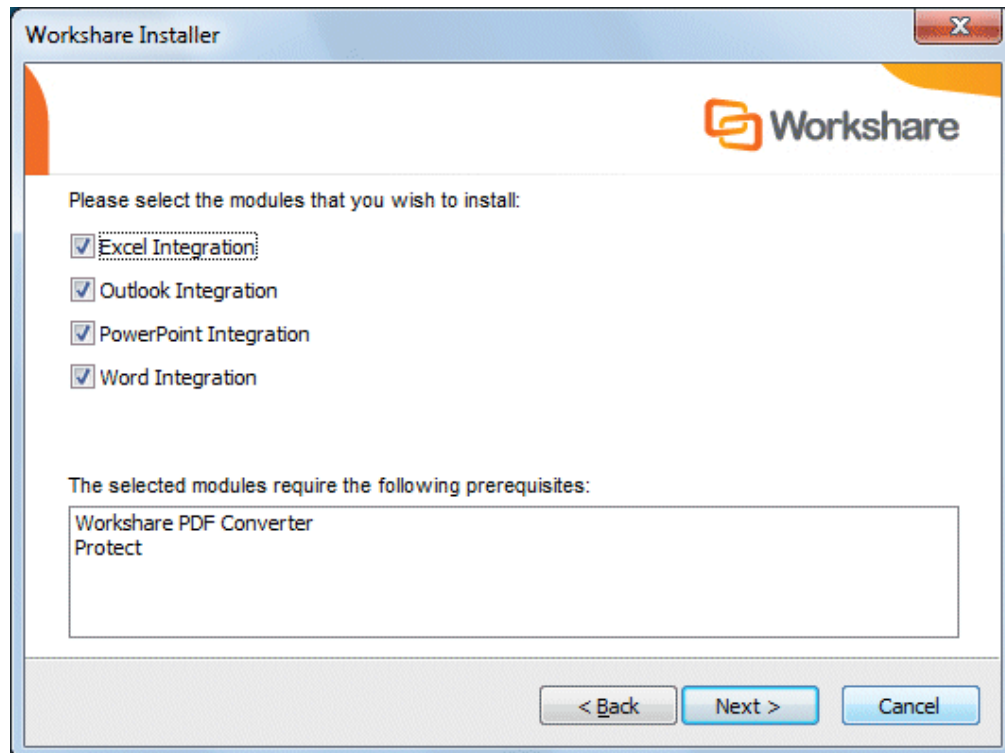 Workshare Installer
Workshare
Please select the modules that you wish to install:
Excel Integration
Outlook Integration
PowerPoint Integration
Word Integration
The selected modules require the following prerequisites:
Workshare PDF Converter
Protect
< Back Next > Cancel